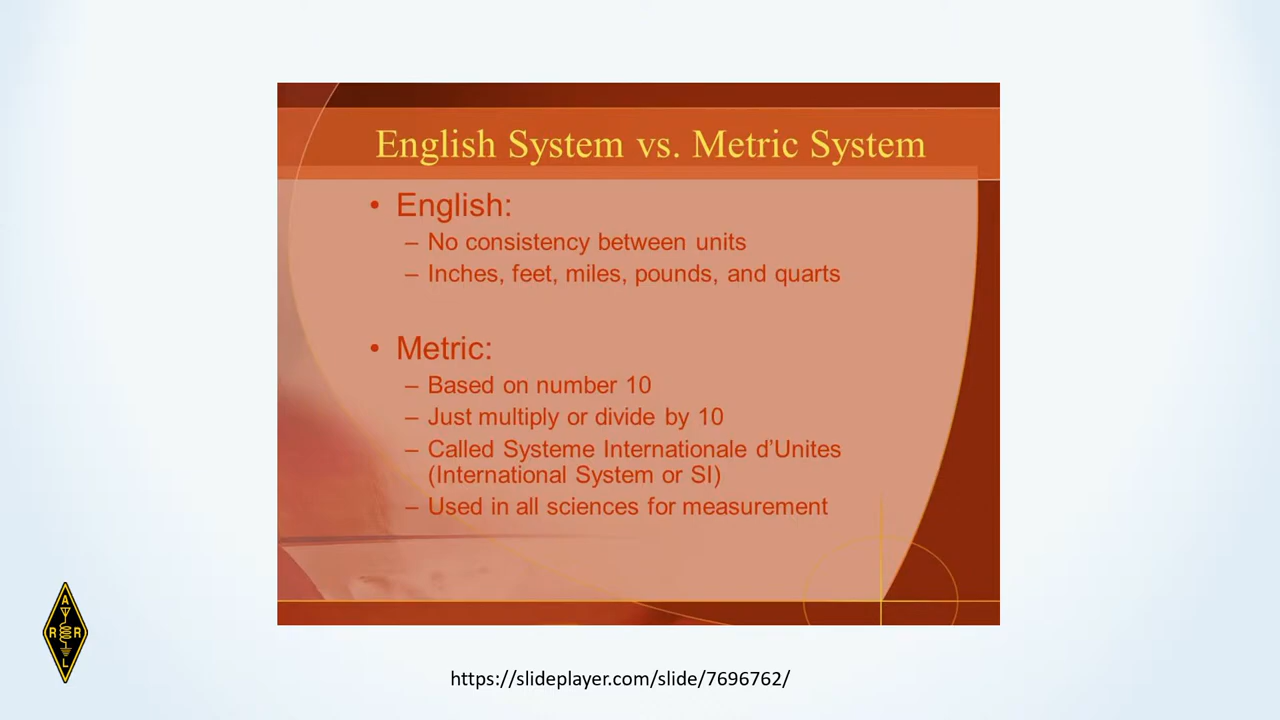 English System vs. Metric System
• English:
– No consistency between units
– Inches, feet, miles, pounds, and quarts
• Metric:
– Based on number 10
– Just multiply or divide by 10
– Called Systeme Internationale d’Unites
(International System or SI)
– Used in all sciences for measurement
A
R R
L
https://slideplayer.com/slide/7696762/